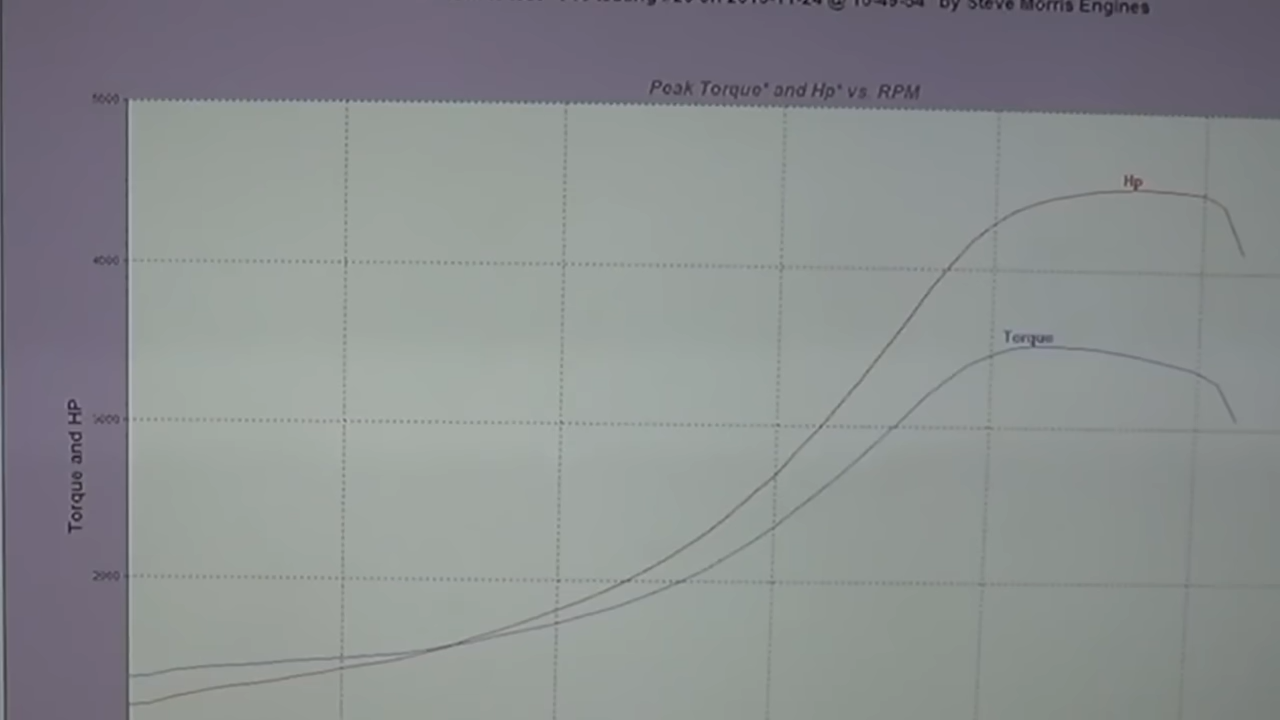 by Steve Morris Engines
Peak Torque* and Hp* vs. RPM
5000
Hp
4000
Torque
3000
Torque and HP
2000